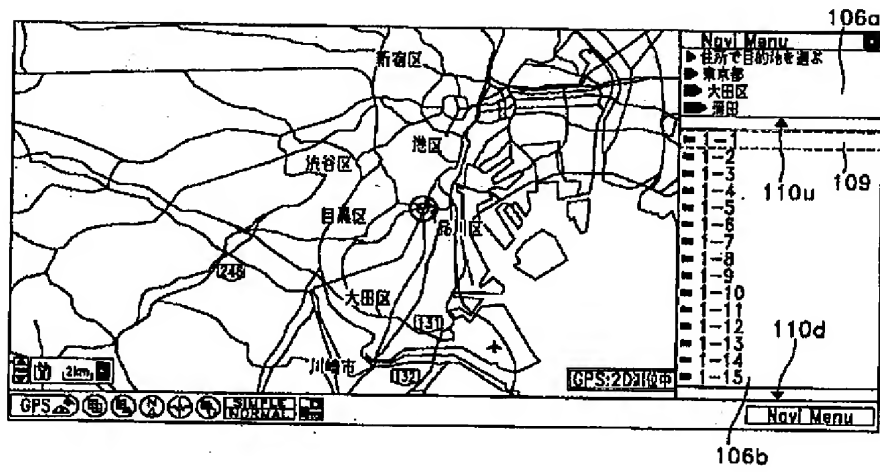 106a
Navi Menu
住所で目的地を選ぶ
東京都
大田区
蒲田
新宿区
渋谷区
港区
目黒区
品川区
大田区
川崎市
246
131
132
1-1
1-2
1-3
1-4
1-5
1-6
1-7
1-8
1-9
1-10
1-11
1-12
1-13
1-14
1-15
110u
109
110d
2km
GPS:2D測位中
GPS
N
SIMPLE
NORMAL
Navi Menu
106b